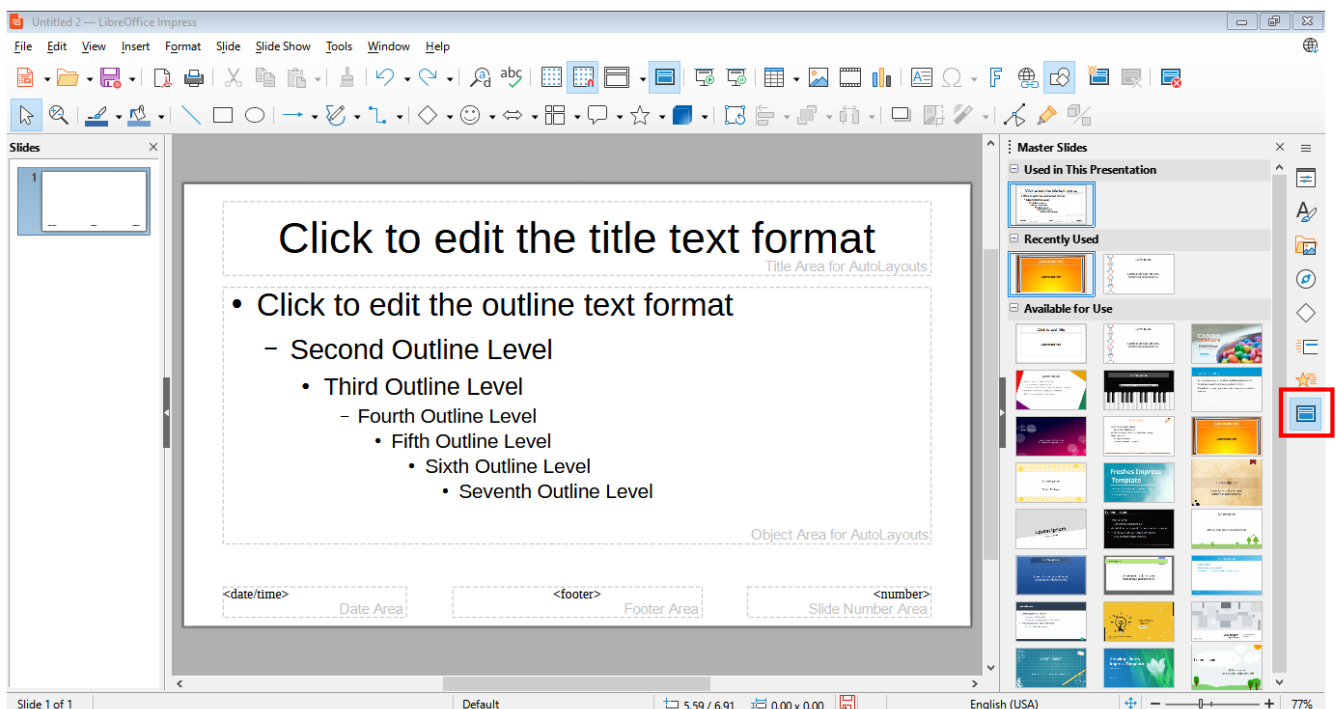 Untitled 2 — LibreOffice Impress
File Edit View Insert Format Slide Slide Show Tools Window Help
Slides
1
Click to edit the title text format
Title Area for AutoLayouts
• Click to edit the outline text format
– Second Outline Level
• Third Outline Level
– Fourth Outline Level
• Fifth Outline Level
• Sixth Outline Level
• Seventh Outline Level
Object Area for AutoLayouts
<date/time>
Date Area
<footer>
Footer Area
<number>
Slide Number Area
Master Slides
Used in This Presentation
Recently Used
Available for Use
Freshes Impress
Template
Slide 1 of 1 Default 5.59 / 6.91 0.00 x 0.00 English (USA) 77%